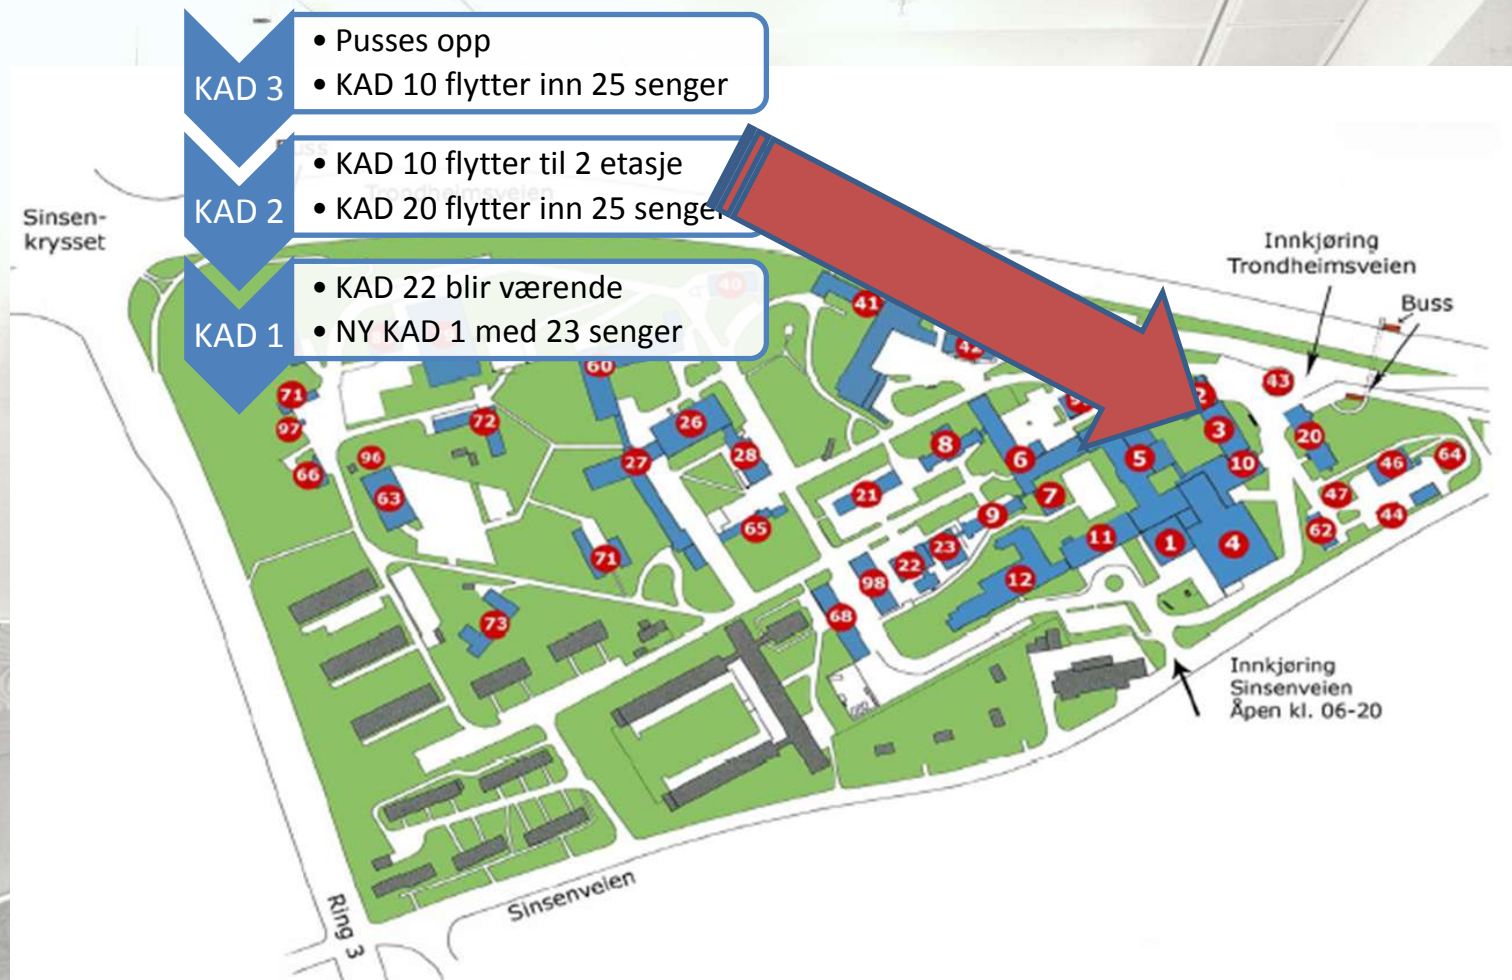 KAD 3
• Pusses opp
• KAD 10 flytter inn 25 senger
KAD 2
• KAD 10 flytter til 2 etasje
• KAD 20 flytter inn 25 senger
KAD 1
• KAD 22 blir værende
• NY KAD 1 med 23 senger
Trondheimsveien
Sinsen-
krysset
Innkjøring
Trondheimsveien
Buss
40
41
42
43
2
3
60
71
97
72
26
28
27
96
66
63
8
6
5
10
20
46
64
47
44
62
21
7
9
65
11
1
4
71
23
22
98
12
68
73
Innkjøring
Sinsenveien
Åpen kl. 06-20
Sinsenveien
Ring 3